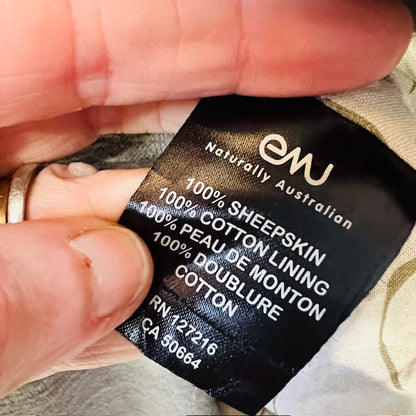 emu
Naturally Australian
100% SHEEPSKIN
100% COTTON LINING
100% PEAU DE MONTON
100% DOUBLURE
COTTON
RN 127216
CA 50664